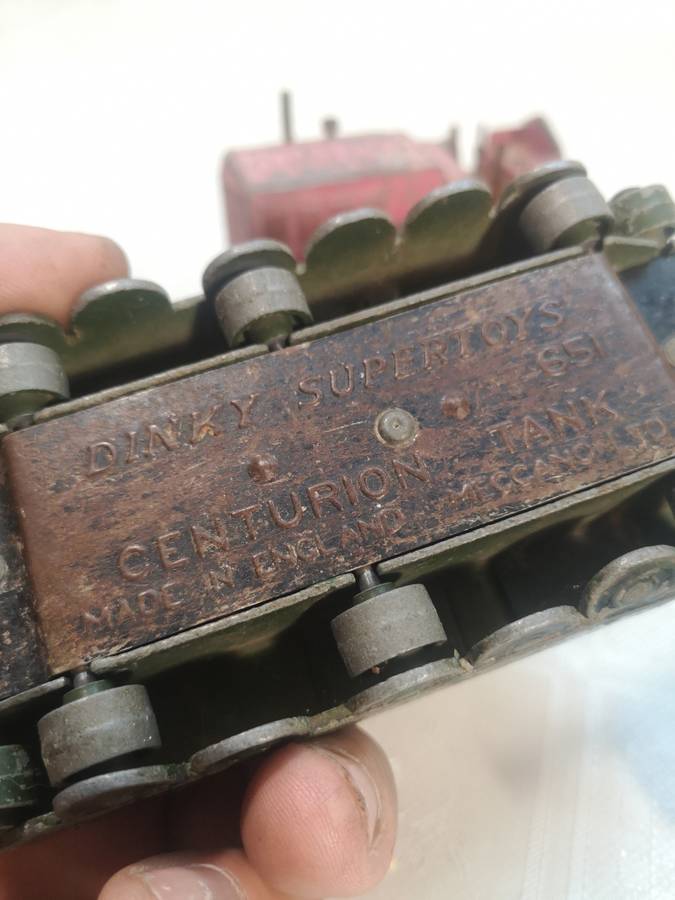 DINKY SUPERTOYS
651
CENTURION TANK
MADE IN ENGLAND MECCANO LTD